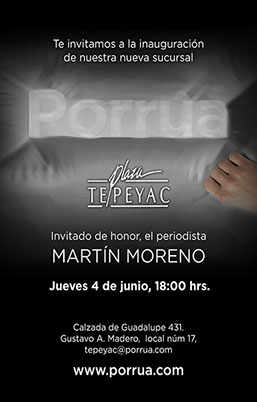 Te invitamos a la inauguración
de nuestra nueva sucursal
Porrúa
plaza
TEPEYAC
Invitado de honor, el periodista
MARTÍN MORENO
Jueves 4 de junio, 18:00 hrs.
Calzada de Guadalupe 431.
Gustavo A. Madero, local núm 17,
tepeyac@porrua.com
www.porrua.com